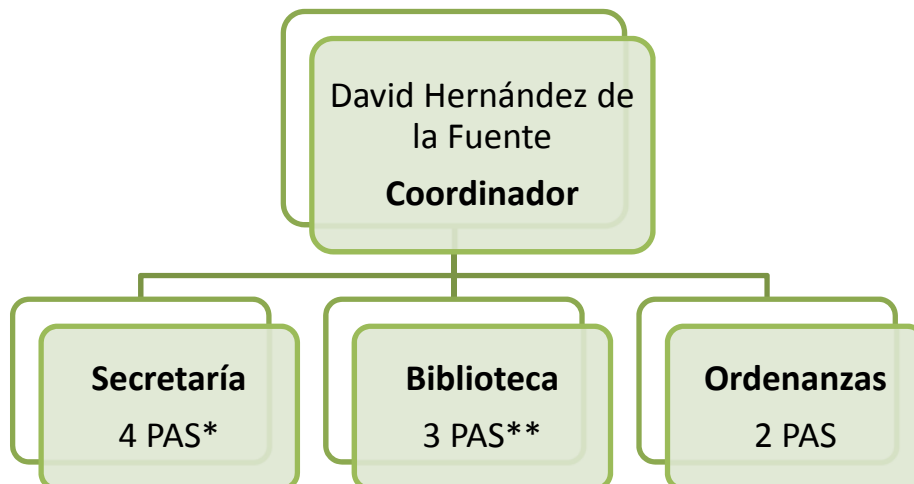 David Hernández de
la Fuente
Coordinador
Secretaría
4 PAS*
Biblioteca
3 PAS**
Ordenanzas
2 PAS